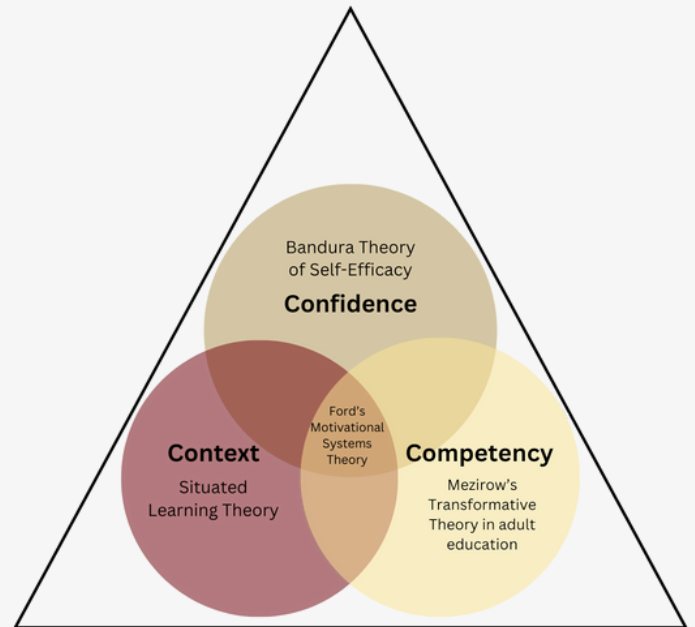 Bandura Theory
of Self-Efficacy
Confidence
Ford's
Motivational
Systems
Theory
Context
Situated
Learning Theory
Competency
Mezirow's
Transformative
Theory in adult
education